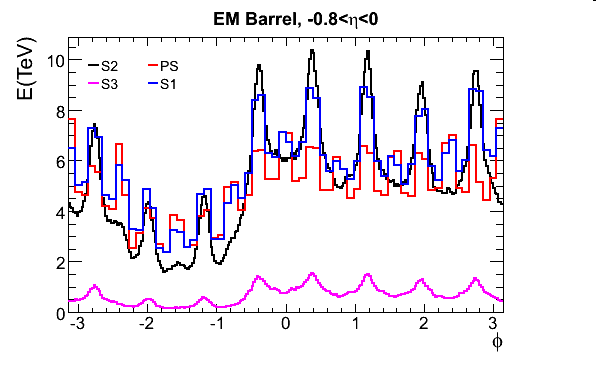 EM Barrel, -0.8<η<0
E(TeV)
S2 PS
S3 S1
10
8
6
4
2
0
-3 -2 -1 0 1 2 3
ϕ